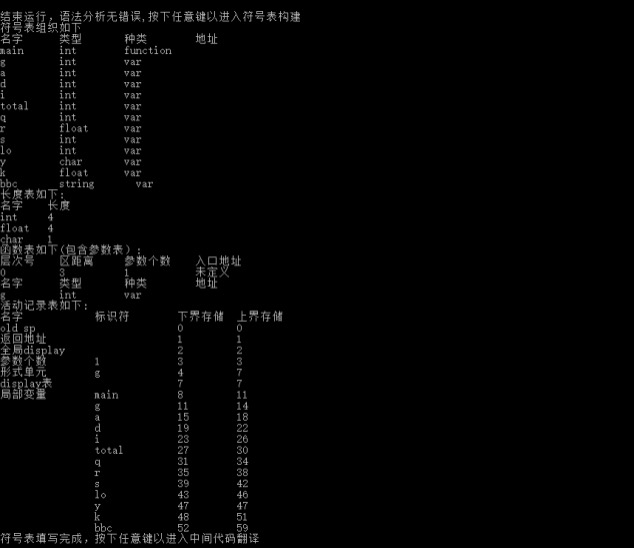 结束运行，语法分析无错误,按下任意键以进入符号表构建
符号表组织如下
名字 类型 种类 地址
main int function
g int var
a int var
d int var
i int var
total int var
q int var
r float var
s int var
lo int var
y char var
k float var
bbc string var
长度表如下:
名字 长度
int 4
float 4
char 1
函数表如下(包含参数表):
层次号 区距离 参数个数 入口地址
0 3 1 未定义
名字 类型 种类 地址
g int var
活动记录表如下:
名字 标识符 下界存储 上界存储
old sp 0 0
返回地址 1 1
全局display 2 2
参数个数 1 3 3
形式单元 g 4 7
display表 7 7
局部变量 main 8 11
g 11 14
a 15 18
d 19 22
i 23 26
total 27 30
q 31 34
r 35 38
s 39 42
lo 43 46
y 47 47
k 48 51
bbc 52 59
符号表填写完成，按下任意键以进入中间代码翻译